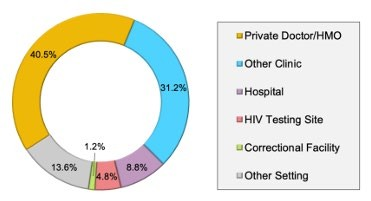 40.5%
31.2%
8.8%
4.8%
1.2%
13.6%
Private Doctor/HMO
Other Clinic
Hospital
HIV Testing Site
Correctional Facility
Other Setting